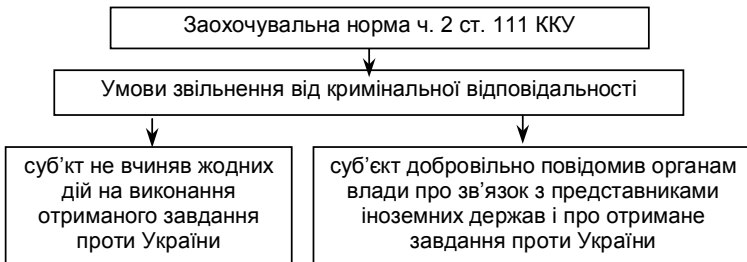 Заохочувальна норма ч. 2 ст. 111 ККУ
Умови звільнення від кримінальної відповідальності
суб’кт не вчиняв жодних
дій на виконання
отриманого завдання
проти України
суб’єкт добровільно повідомив органам
влади про зв’язок з представниками
іноземних держав і про отримане
завдання проти України